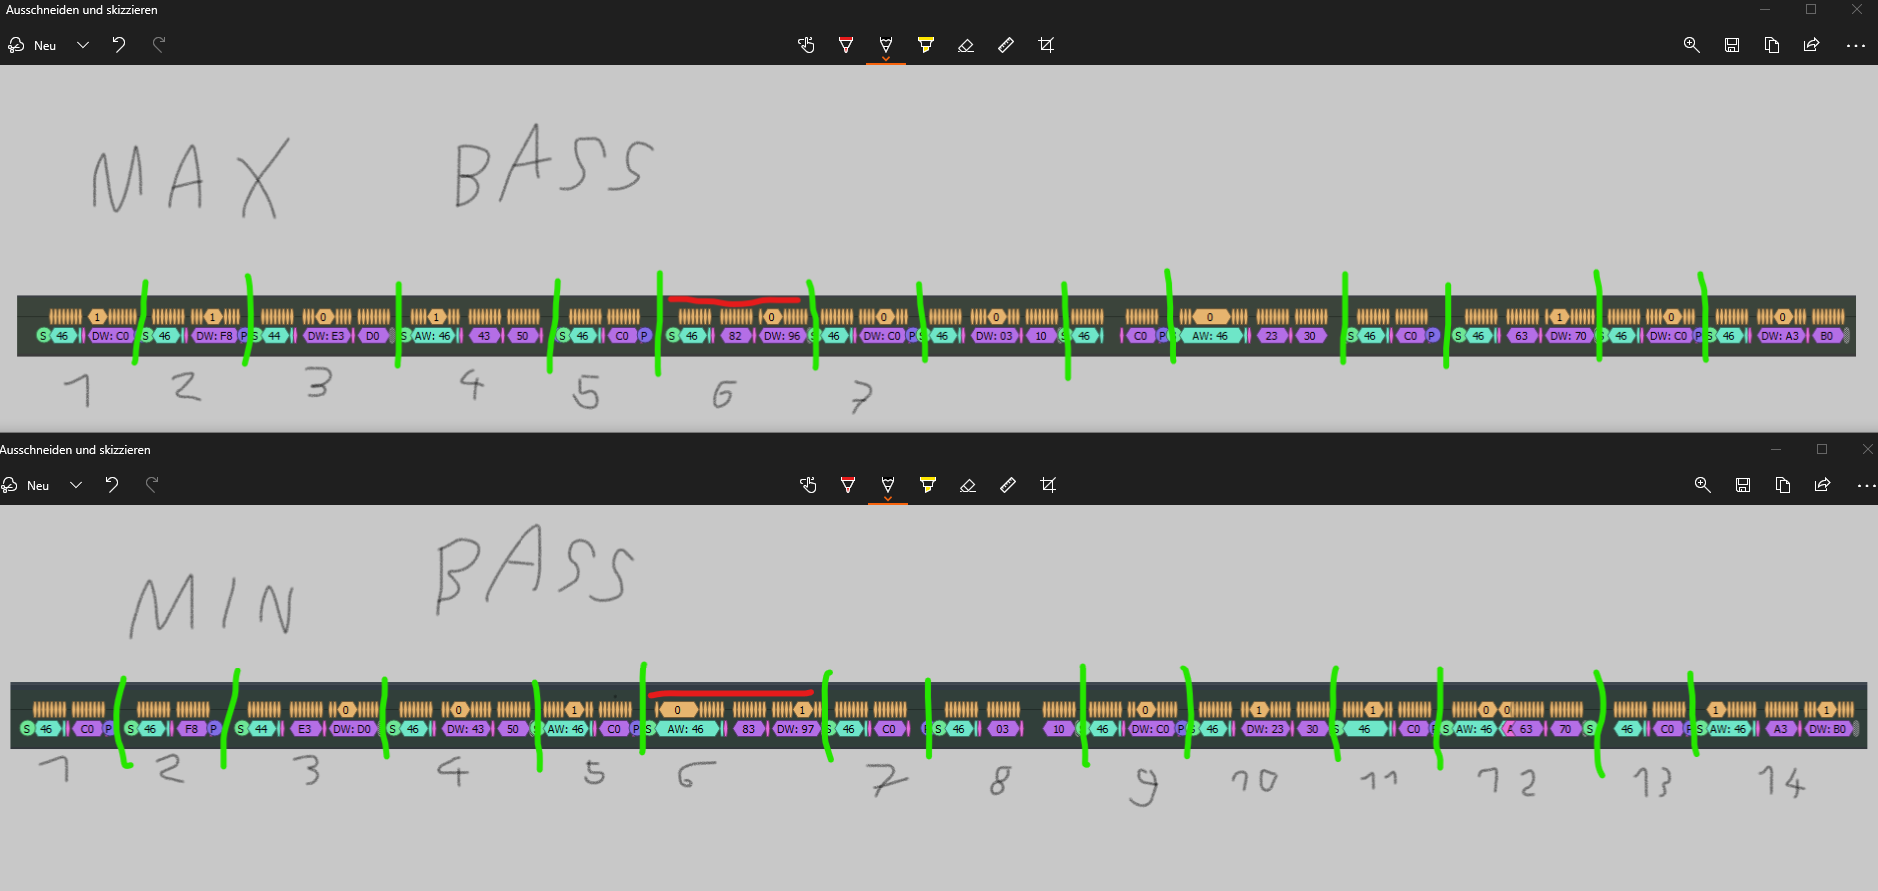 Ausschneiden und skizzieren
Neu
MAX BASS
1 1 0 1 0 0 0 0 1 0 0
S 46 DW: C0 S 46 DW: F8 P S 44 DW: E3 D0 S AW: 46 43 50 S 46 C0 P S 46 82 DW: 96 S 46 DW: C0 P S 46 DW: 03 10 S 46 C0 P AW: 46 23 30 S 46 C0 P S 46 63 DW: 70 S 46 DW: C0 P S 46 DW: A3 B0
1 2 3 4 5 6 7
Ausschneiden und skizzieren
Neu
MIN BASS
0 0 1 0 1 0 1 1 0 0 1 1
S 46 C0 P S 46 F8 P S 44 E3 DW: D0 S 46 DW: 43 50 S AW: 46 C0 P S AW: 46 83 DW: 97 S 46 C0 S 46 03 10 S 46 DW: C0 P S 46 DW: 23 30 S 46 C0 P S AW: 46 63 70 S 46 C0 P S AW: 46 A3 DW: B0
1 2 3 4 5 6 7 8 9 10 11 12 13 14